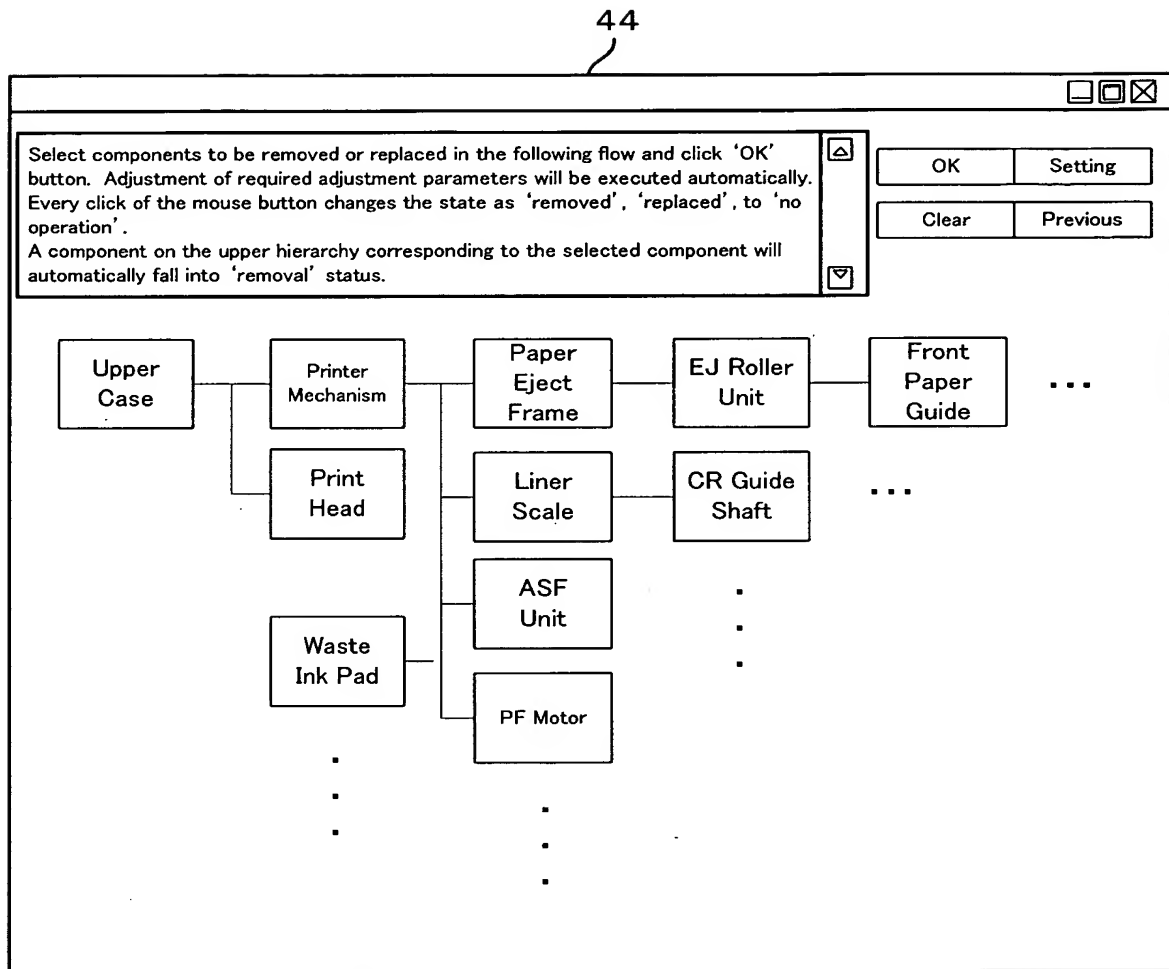 44
Select components to be removed or replaced in the following flow and click ‘OK’
button. Adjustment of required adjustment parameters will be executed automatically.
Every click of the mouse button changes the state as ‘removed’, ‘replaced’, to ‘no
operation’.
A component on the upper hierarchy corresponding to the selected component will
automatically fall into ‘removal’ status.
OK
Setting
Clear
Previous
Upper
Case
Printer
Mechanism
Paper
Eject
Frame
EJ Roller
Unit
Front
Paper
Guide
Print
Head
Liner
Scale
CR Guide
Shaft
ASF
Unit
Waste
Ink Pad
PF Motor